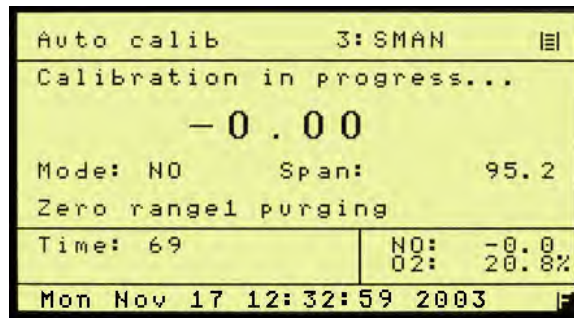 Auto calib 3:SMAN
Calibration in progress...
-0.00
Mode: NO Span: 95.2
Zero range1 purging
Time: 69
NO: -0.0
O2: 20.8%
Mon Nov 17 12:32:59 2003